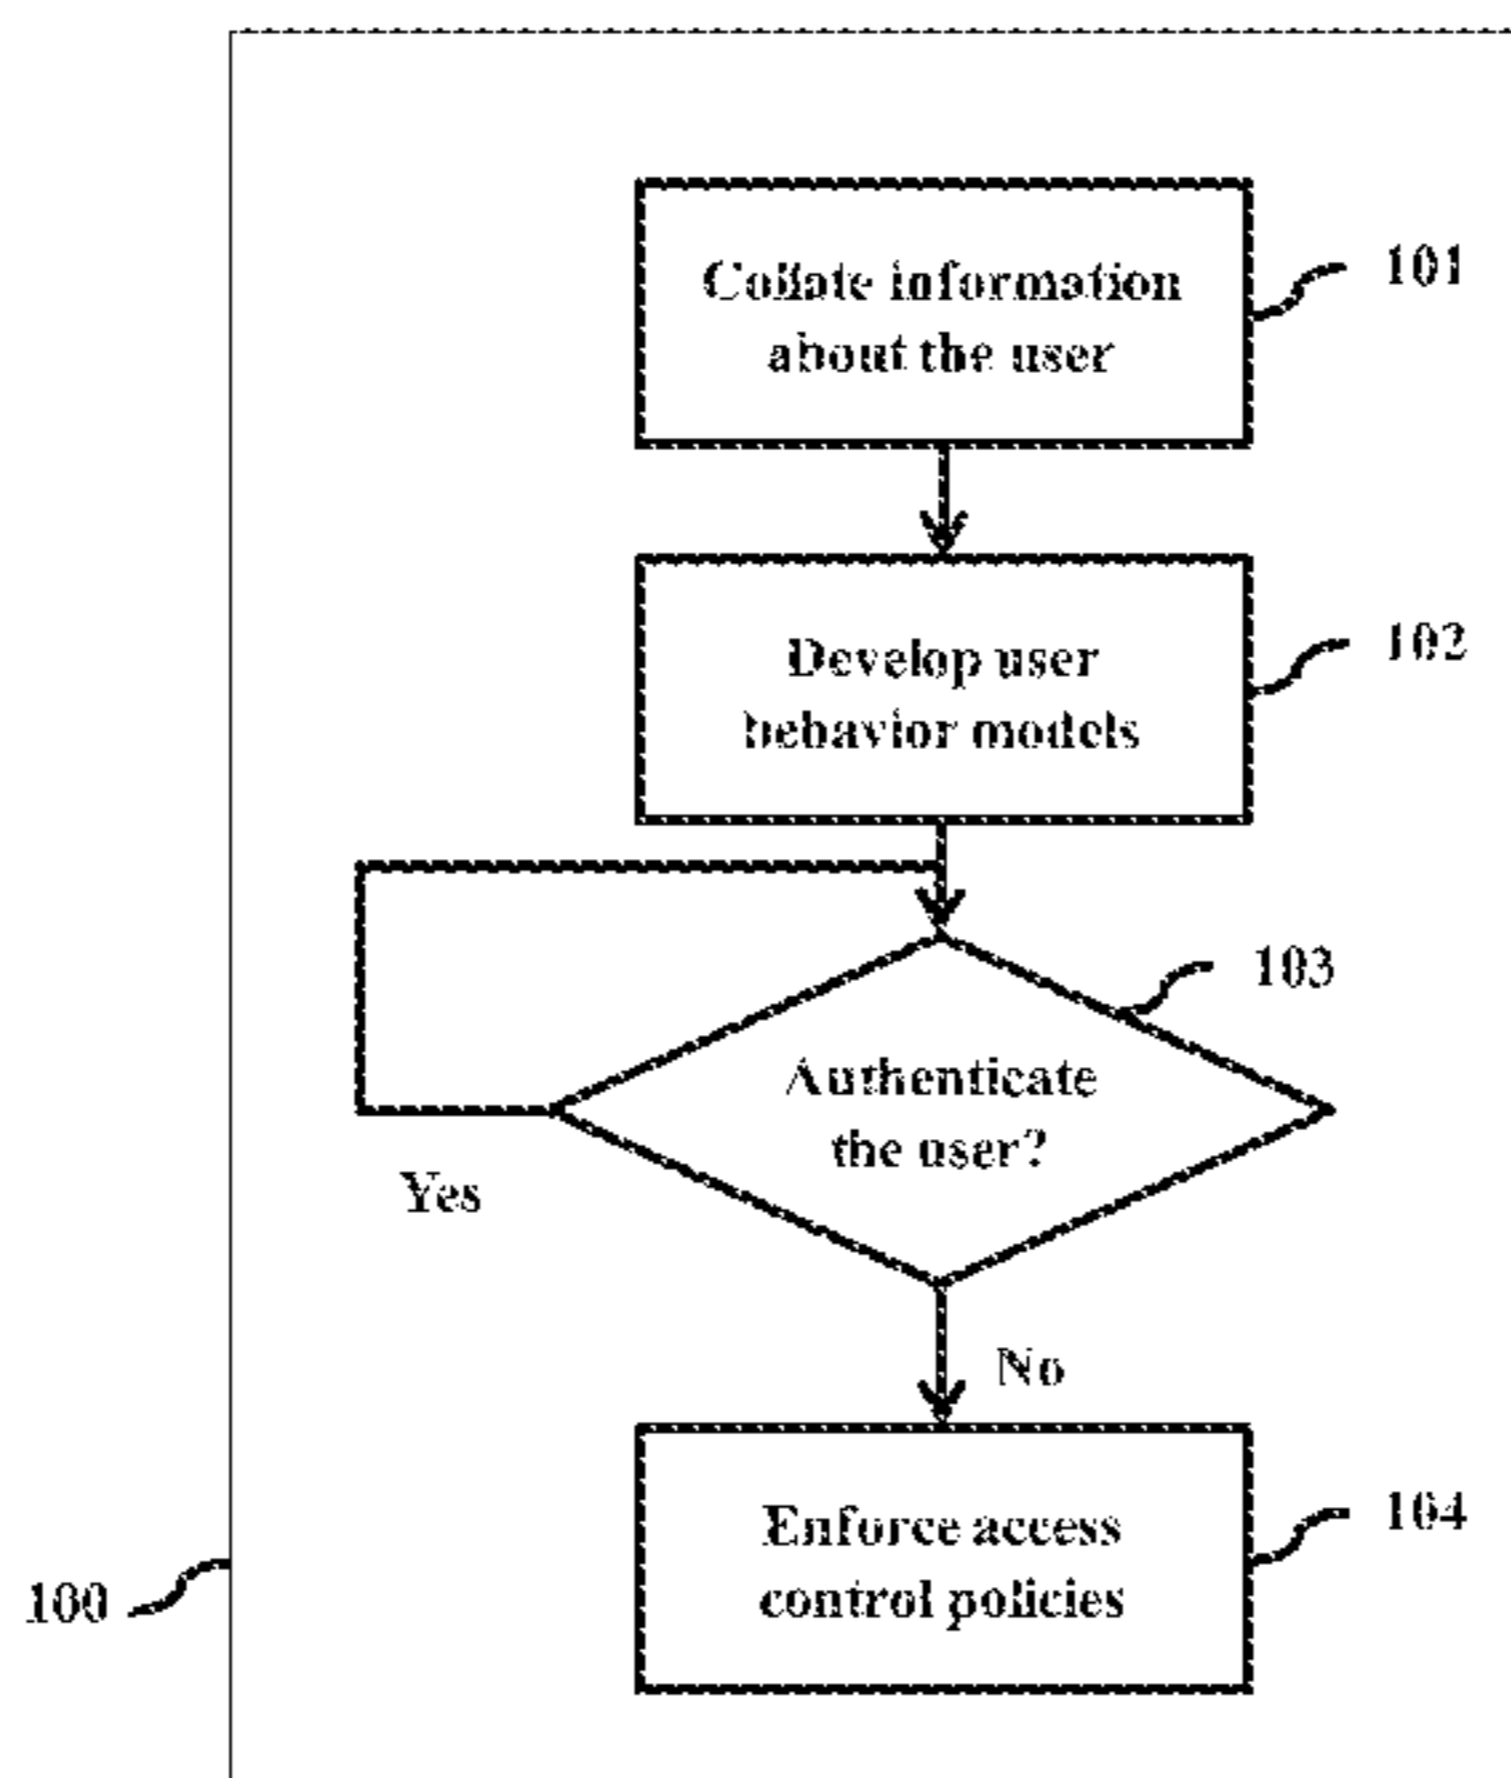 Collate information
about the user
101
Develop user
behavior models
102
103
Authenticate
the user?
Yes
No
Enforce access
control policies
104
100